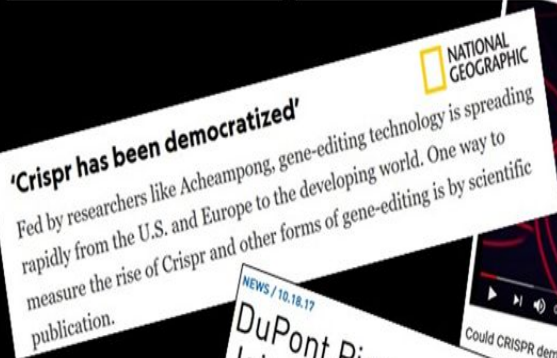 NATIONAL
GEOGRAPHIC
'Crispr has been democratized'
Fed by researchers like Acheampong, gene-editing technology is spreading
rapidly from the U.S. and Europe to the developing world. One way to
measure the rise of Crispr and other forms of gene-editing is by scientific
publication.
NEWS / 10.18.17
DuPont
Could CRISPR